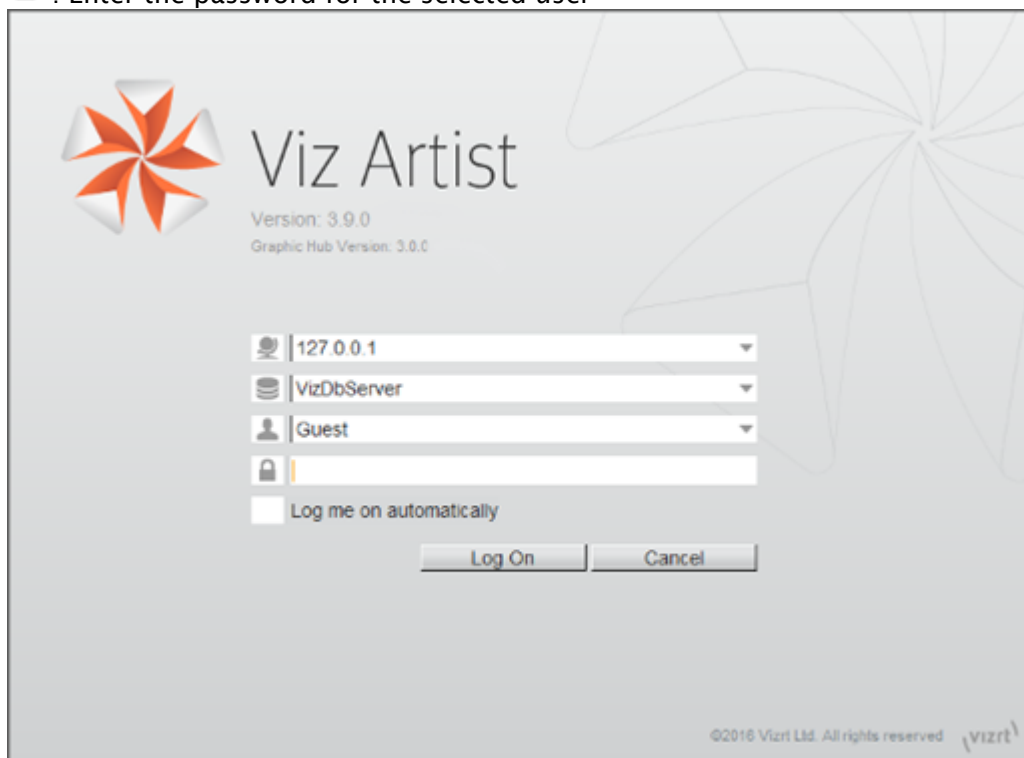 : Enter the password for the selected user
Viz Artist
Version: 3.9.0
Graphic Hub Version: 3.0.0
127.0.0.1
VizDbServer
Guest
Log me on automatically
Log On Cancel
©2016 Vizrt Ltd. All rights reserved vizrt